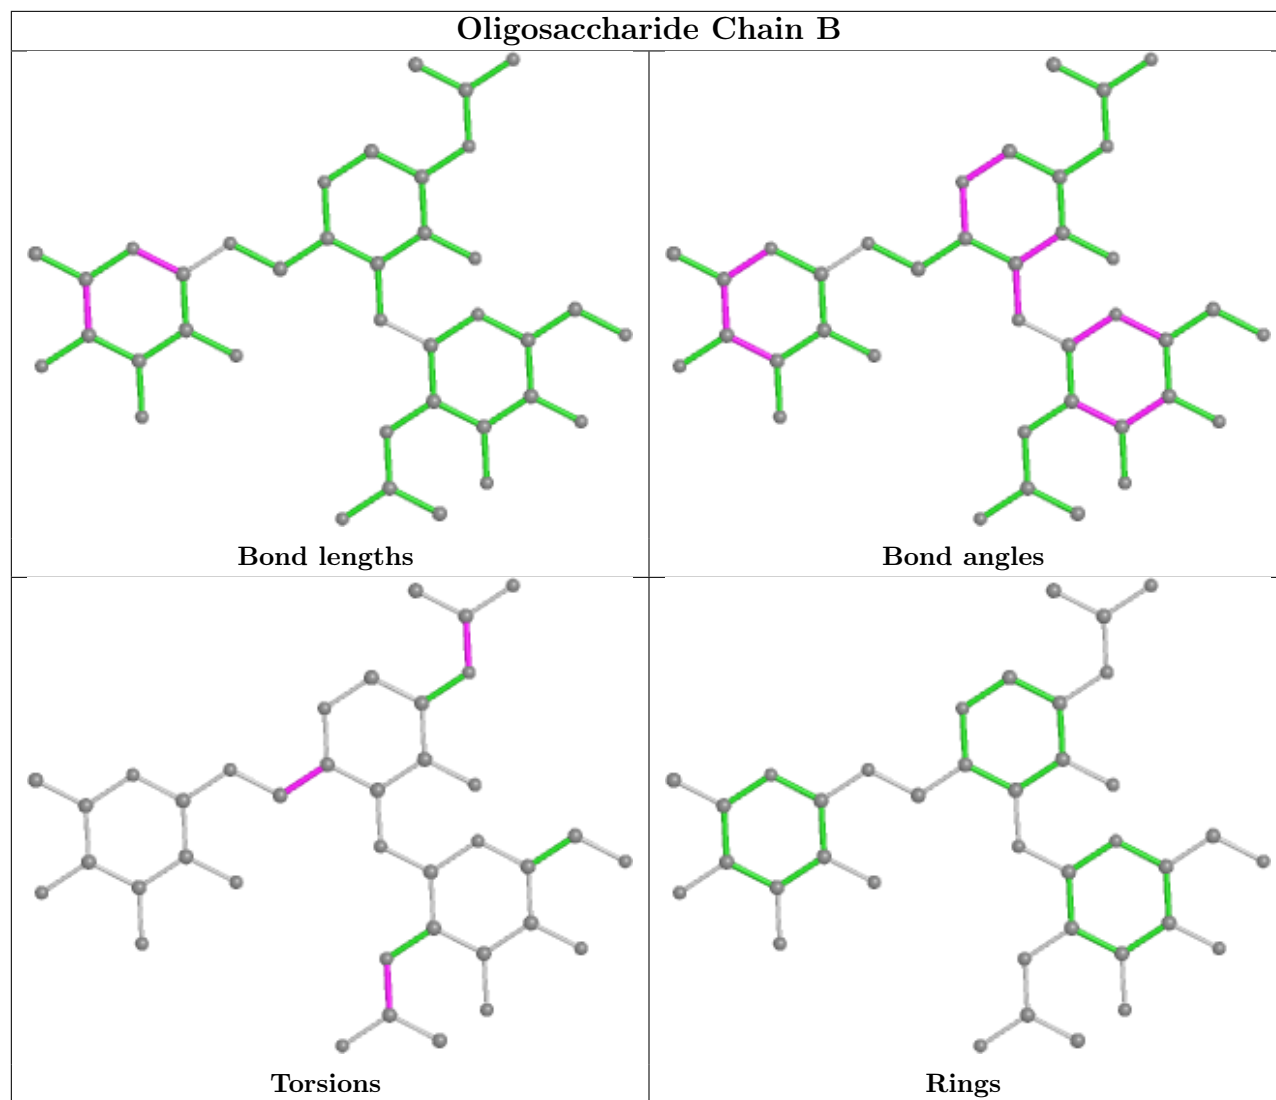 Oligosaccharide Chain B
Bond lengths
Bond angles
Torsions
Rings